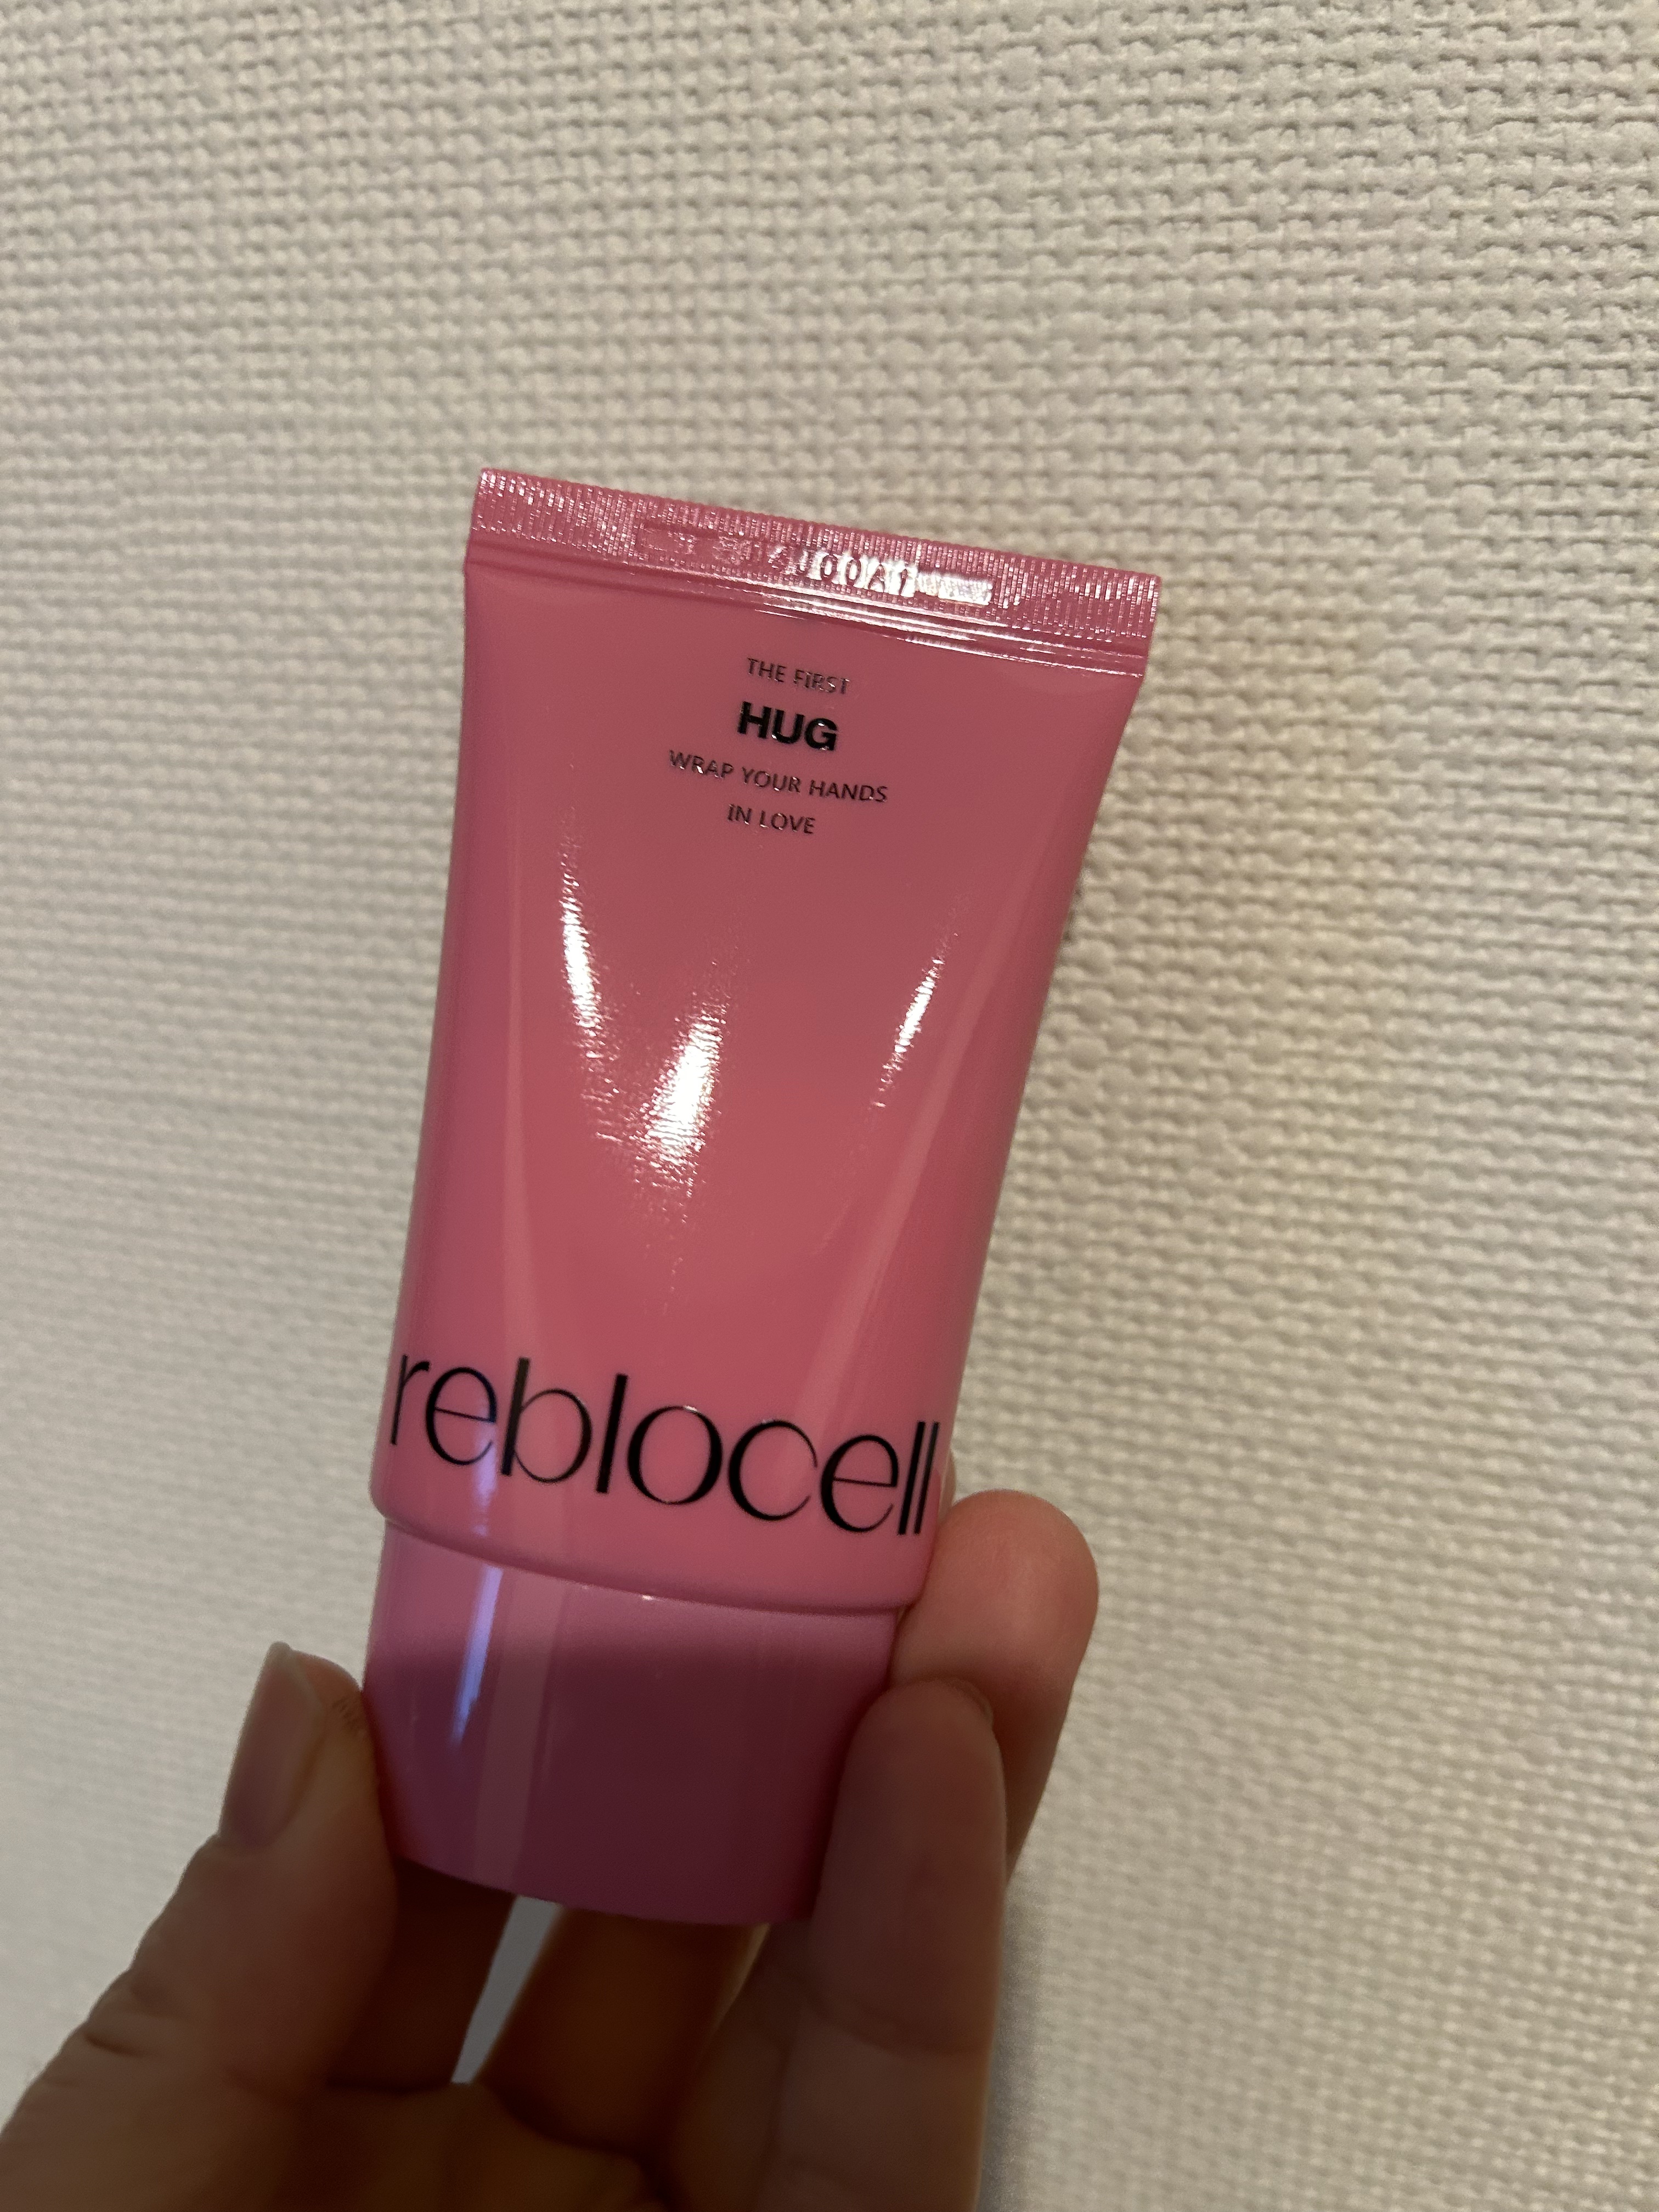 THE FiRST
HUG
WRAP YOUR HANDS
iN LOVE
reblocell